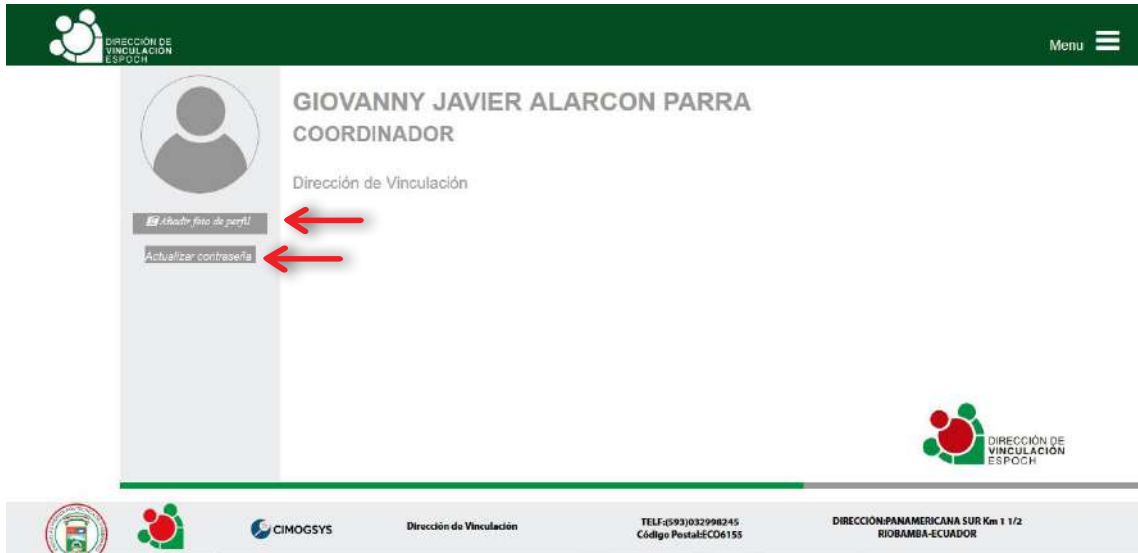 DIRECCIÓN DE
VINCULACIÓN
ESPOCH
Menu
GIOVANNY JAVIER ALARCON PARRA
COORDINADOR
Dirección de Vinculación
Añadir foto de perfil
Actualizar contraseña
DIRECCIÓN DE
VINCULACIÓN
ESPOCH
CIMOGSYS
Dirección de Vinculación
TELF:(593)032998245
Código Postal:EC06155
DIRECCIÓN:PANAMERICANA SUR Km 1 1/2
RIOBAMBA-ECUADOR